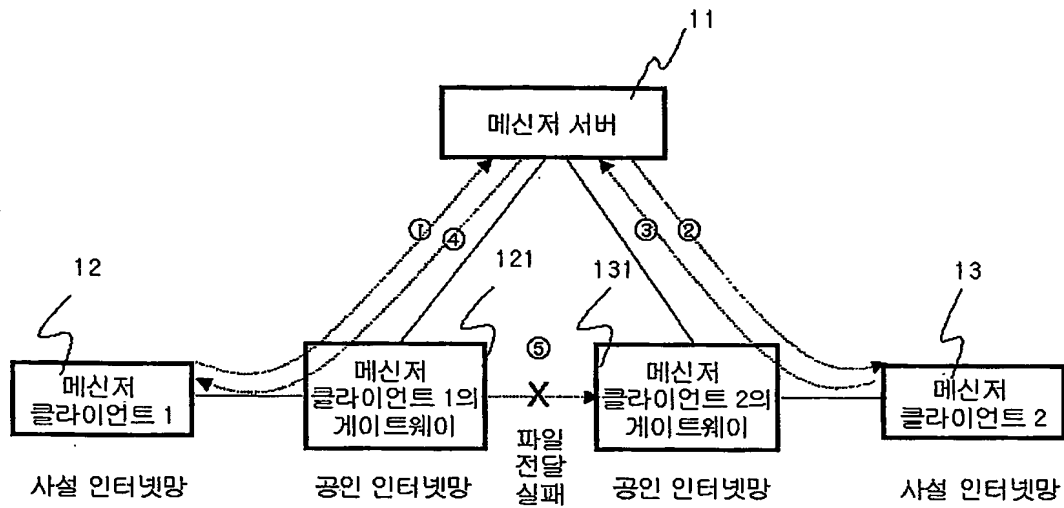 11
메신저 서버
① ④ ③ ②
12
121
131
13
⑤
메신저
클라이언트 1
메신저
클라이언트 1의
게이트웨이
X
메신저
클라이언트 2의
게이트웨이
메신저
클라이언트 2
파일
전달
실패
사설 인터넷망
공인 인터넷망
공인 인터넷망
사설 인터넷망